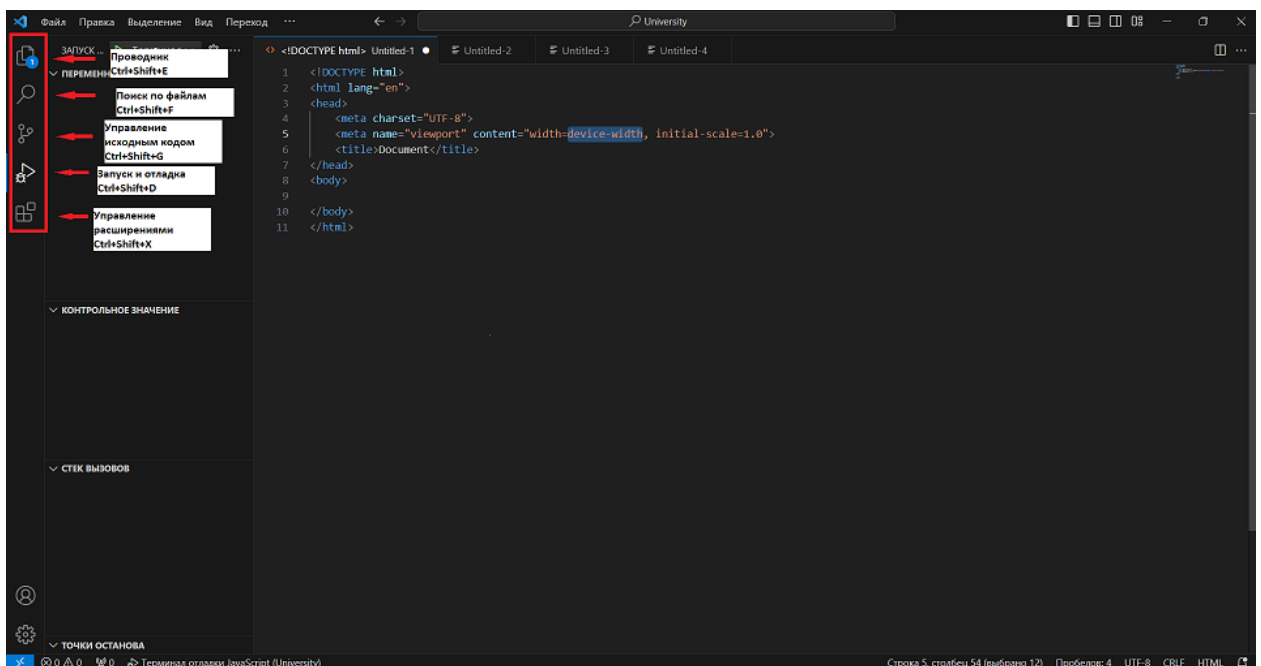 Файл Правка Выделение Вид Переход ··· University
ЗАПУСК ... ···
Проводник
Ctrl+Shift+E
Поиск по файлам
Ctrl+Shift+F
Управление
исходным кодом
Ctrl+Shift+G
Запуск и отладка
Ctrl+Shift+D
Управление
расширениями
Ctrl+Shift+X
1
КОНТРОЛЬНОЕ ЗНАЧЕНИЕ
СТЕК ВЫЗОВОВ
ТОЧКИ ОСТАНОВА
<!DOCTYPE html> Untitled-1 Untitled-2 Untitled-3 Untitled-4 ···
1 <!DOCTYPE html>
2 <html lang="en">
3 <head>
4 <meta charset="UTF-8">
5 <meta name="viewport" content="width=device-width, initial-scale=1.0">
6 <title>Document</title>
7 </head>
8 <body>
9
10 </body>
11 </html>
0 0 0 Терминал отладки JavaScript (University) Строка 5, столбец 54 (выбрано 12) Пробелов: 4 UTF-8 CRLF HTML